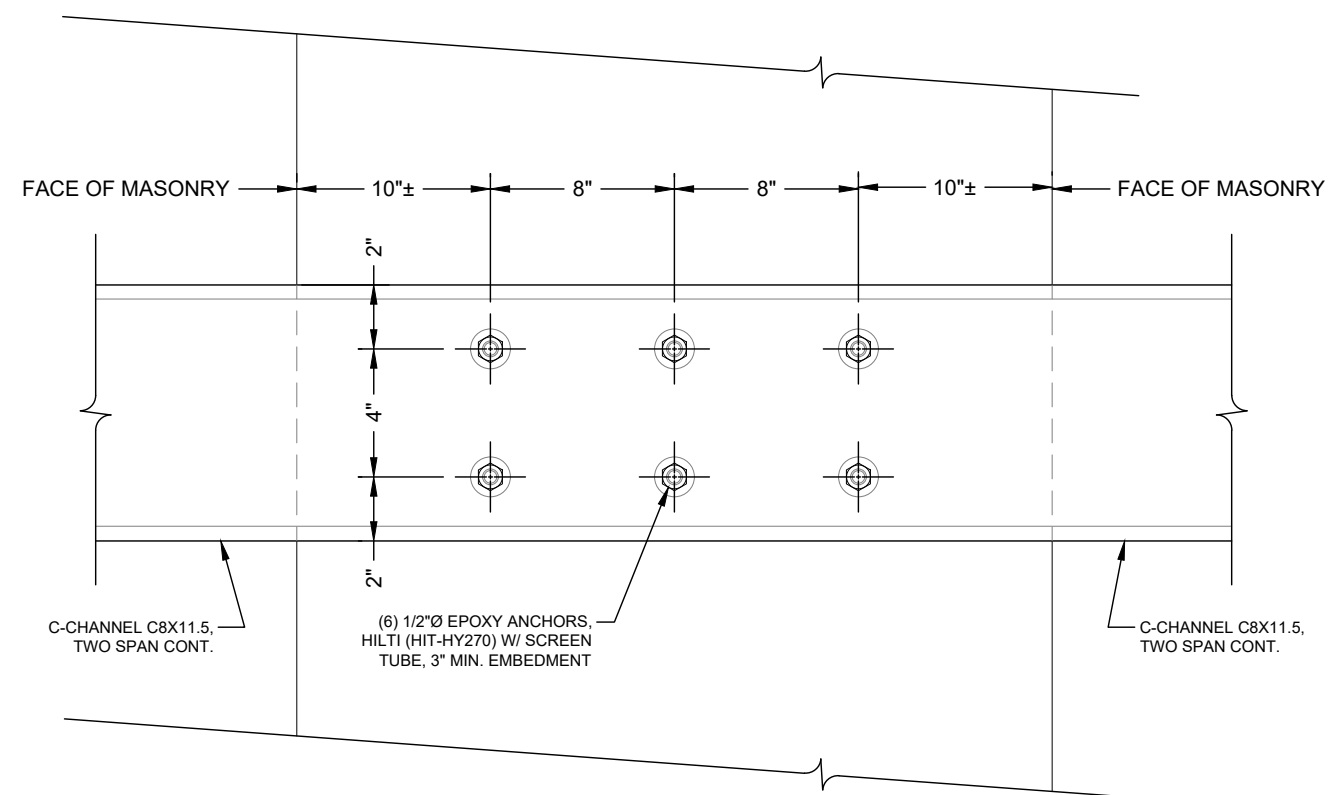 FACE OF MASONRY
10"±
8"
8"
10"±
FACE OF MASONRY
2"
4"
2"
C-CHANNEL C8X11.5,
TWO SPAN CONT.
(6) 1/2"Ø EPOXY ANCHORS,
HILTI (HIT-HY270) W/ SCREEN
TUBE, 3" MIN. EMBEDMENT
C-CHANNEL C8X11.5,
TWO SPAN CONT.